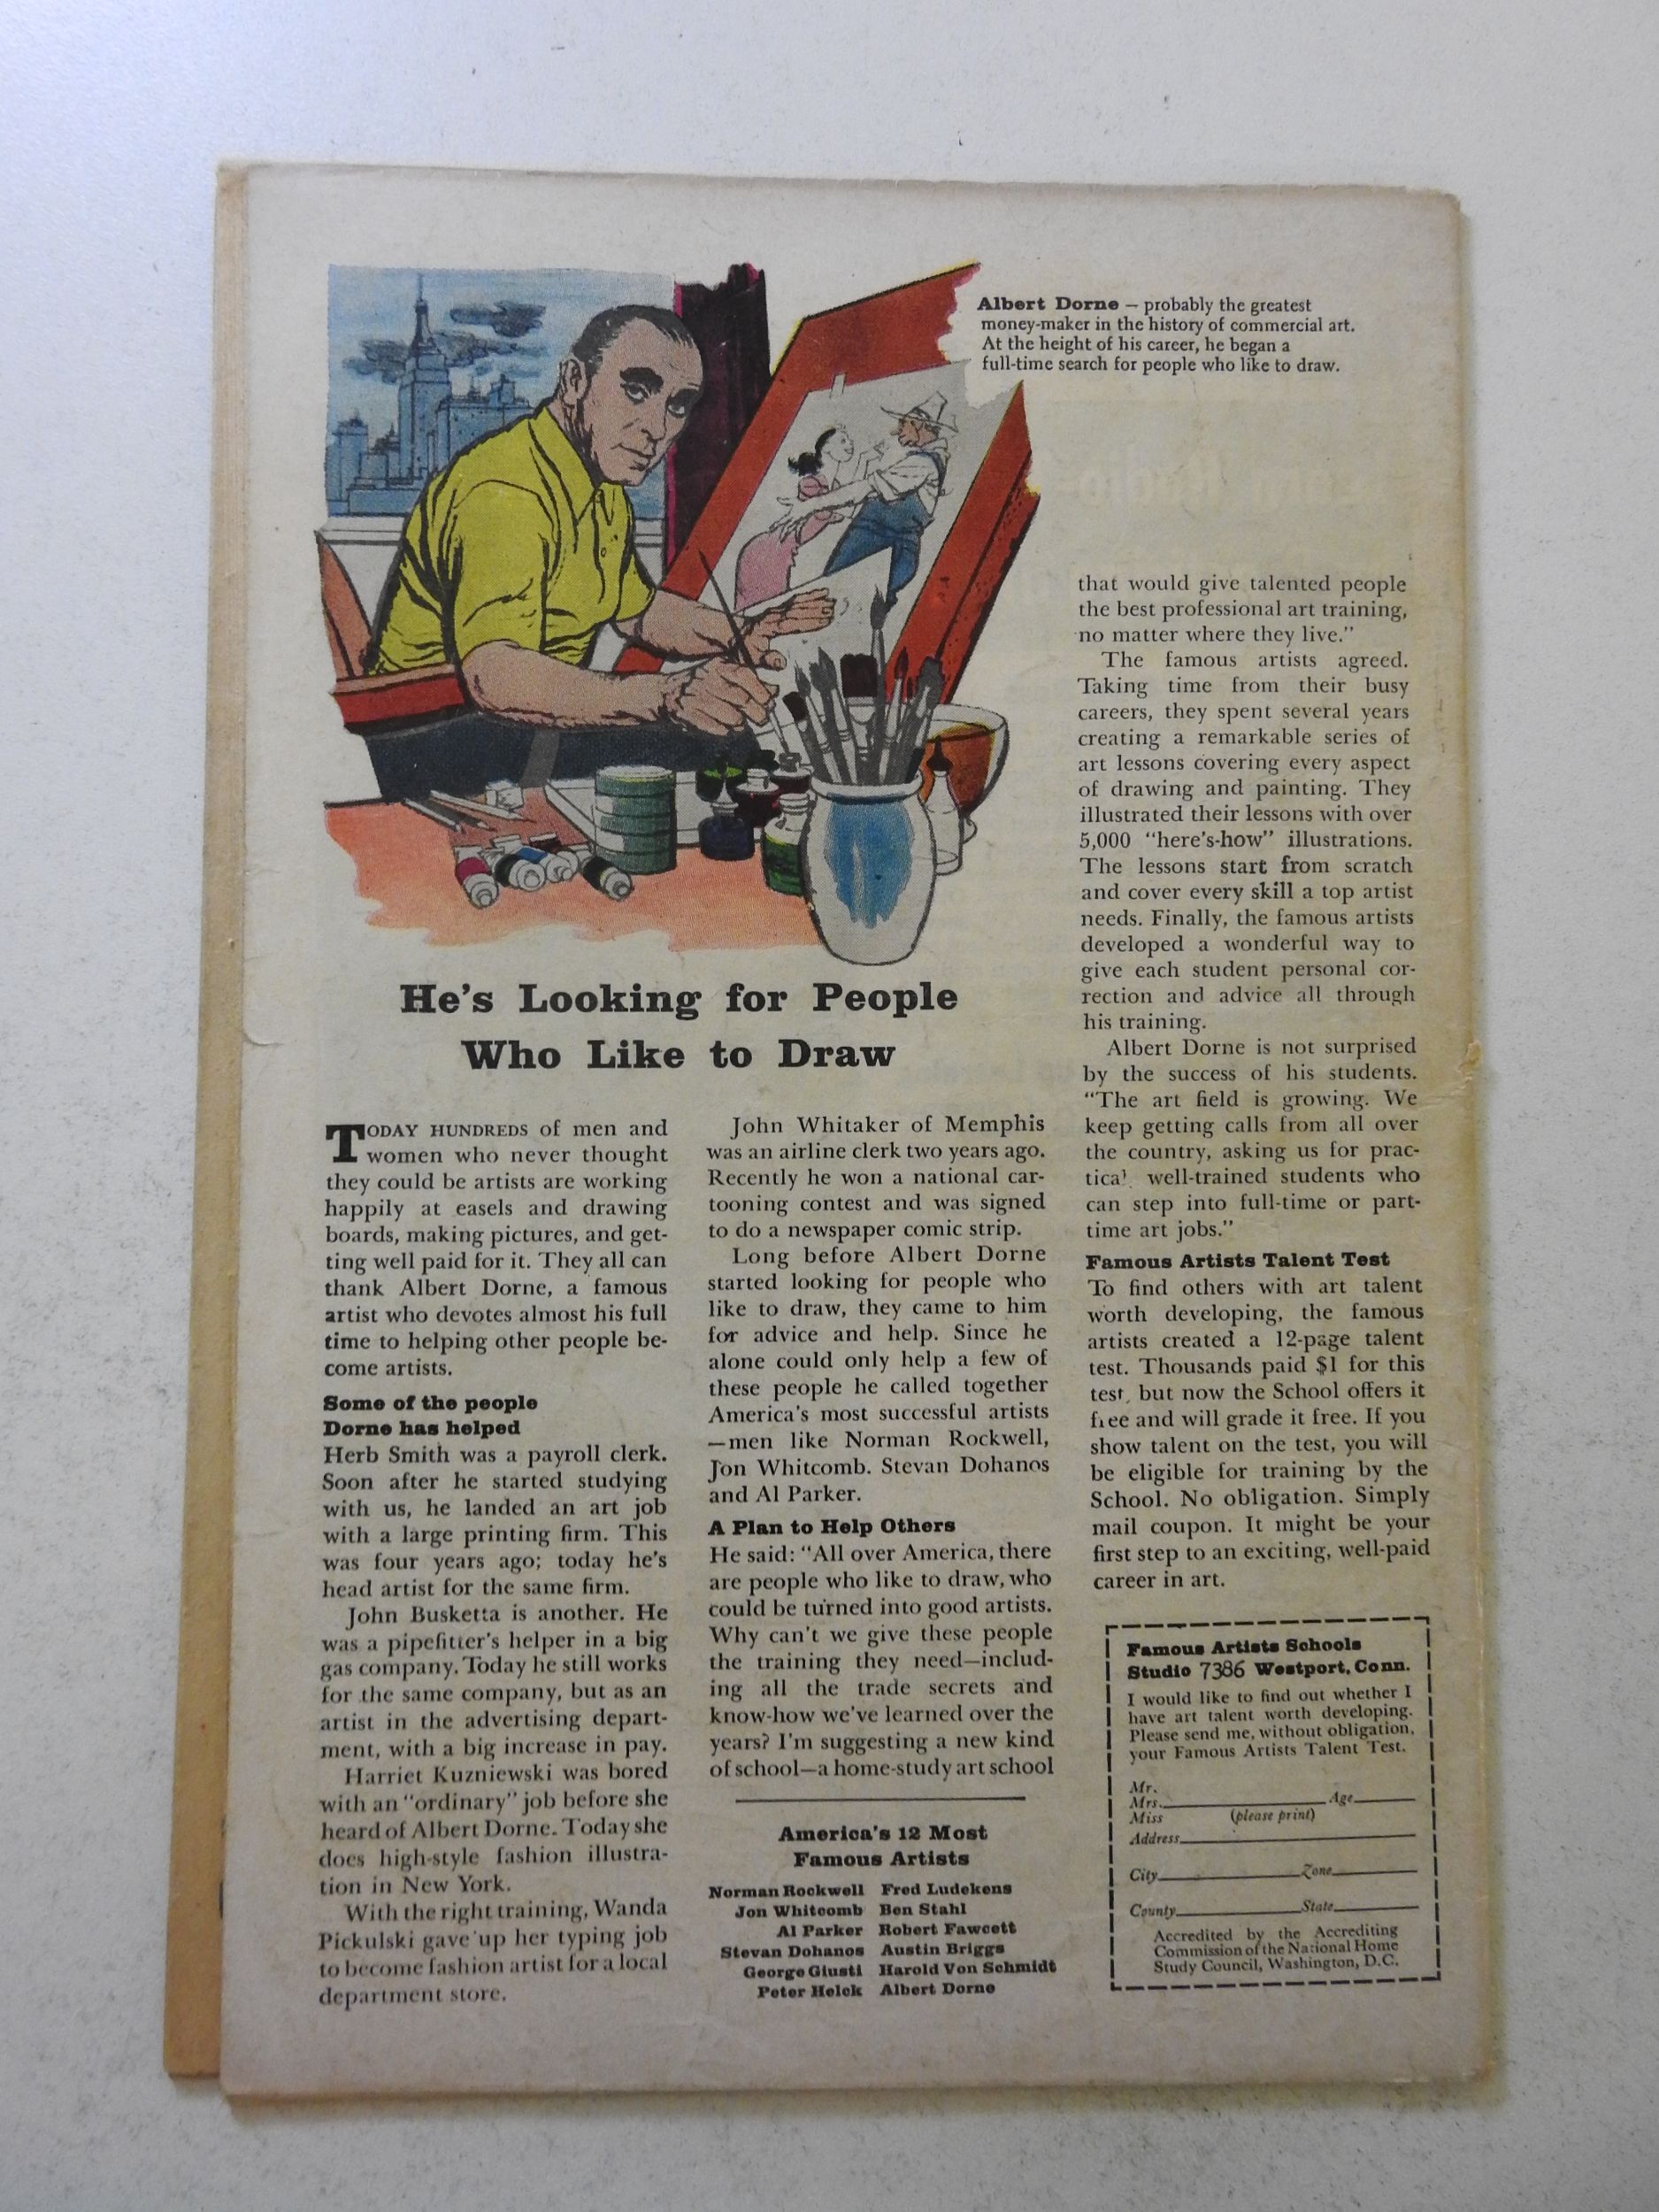 Albert Dorne — probably the greatest
money-maker in the history of commercial art.
At the height of his career, he began a
full-time search for people who like to draw.
He's Looking for People
Who Like to Draw
TODAY HUNDREDS of men and
women who never thought
they could be artists are working
happily at easels and drawing
boards, making pictures, and get-
ting well paid for it. They all can
thank Albert Dorne, a famous
artist who devotes almost his full
time to helping other people be-
come artists.
Some of the people
Dorne has helped
Herb Smith was a payroll clerk.
Soon after he started studying
with us, he landed an art job
with a large printing firm. This
was four years ago; today he's
head artist for the same firm.
John Busketta is another. He
was a pipefitter's helper in a big
gas company. Today he still works
for the same company, but as an
artist in the advertising depart-
ment, with a big increase in pay.
Harriet Kuzniewski was bored
with an "ordinary" job before she
heard of Albert Dorne. Today she
does high-style fashion illustra-
tion in New York.
With the right training, Wanda
Pickulski gave up her typing job
to become fashion artist for a local
department store.
John Whitaker of Memphis
was an airline clerk two years ago.
Recently he won a national car-
tooning contest and was signed
to do a newspaper comic strip.
Long before Albert Dorne
started looking for people who
like to draw, they came to him
for advice and help. Since he
alone could only help a few of
these people he called together
America's most successful artists
—men like Norman Rockwell,
Jon Whitcomb. Stevan Dohanos
and Al Parker.
A Plan to Help Others
He said: "All over America, there
are people who like to draw, who
could be turned into good artists.
Why can't we give these people
the training they need—includ-
ing all the trade secrets and
know-how we've learned over the
years? I'm suggesting a new kind
of school—a home-study art school
America's 12 Most
Famous Artists
Norman Rockwell Fred Ludekens
Jon Whitcomb Ben Stahl
Al Parker Robert Fawcett
Stevan Dohanos Austin Briggs
George Giusti Harold Von Schmidt
Peter Helck Albert Dorne
that would give talented people
the best professional art training,
no matter where they live."
The famous artists agreed.
Taking time from their busy
careers, they spent several years
creating a remarkable series of
art lessons covering every aspect
of drawing and painting. They
illustrated their lessons with over
5,000 "here's-how" illustrations.
The lessons start from scratch
and cover every skill a top artist
needs. Finally, the famous artists
developed a wonderful way to
give each student personal cor-
rection and advice all through
his training.
Albert Dorne is not surprised
by the success of his students.
"The art field is growing. We
keep getting calls from all over
the country, asking us for prac-
tical, well-trained students who
can step into full-time or part-
time art jobs."
Famous Artists Talent Test
To find others with art talent
worth developing, the famous
artists created a 12-page talent
test. Thousands paid $1 for this
test, but now the School offers it
free and will grade it free. If you
show talent on the test, you will
be eligible for training by the
School. No obligation. Simply
mail coupon. It might be your
first step to an exciting, well-paid
career in art.
Famous Artists Schools
Studio 7386 Westport, Conn.
I would like to find out whether I
have art talent worth developing.
Please send me, without obligation,
your Famous Artists Talent Test.
Mr.
Mrs. Age
Miss (please print)
Address
City Zone
County State
Accredited by the Accrediting
Commission of the National Home
Study Council, Washington, D.C.